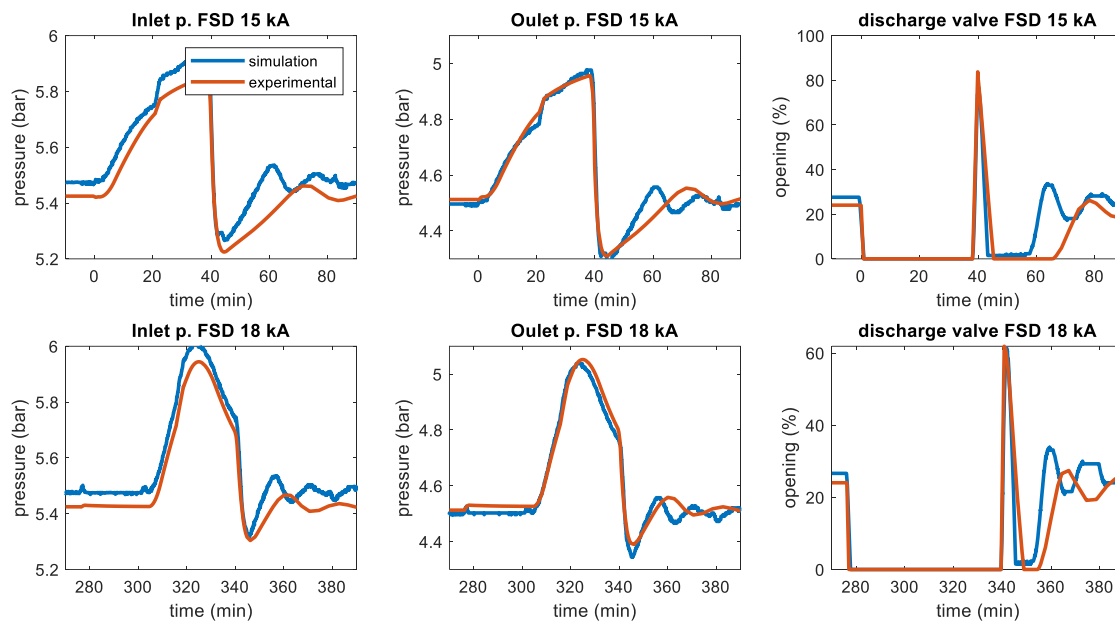 Inlet p. FSD 15 kA
Oulet p. FSD 15 kA
discharge valve FSD 15 kA
6
5.8
5.6
5.4
5.2
pressure (bar)
simulation
experimental
0 20 40 60 80
time (min)
5
4.8
4.6
4.4
pressure (bar)
0 20 40 60 80
time (min)
100
80
60
40
20
0
opening (%)
0 20 40 60 80
time (min)
Inlet p. FSD 18 kA
Oulet p. FSD 18 kA
discharge valve FSD 18 kA
6
5.8
5.6
5.4
5.2
pressure (bar)
280 300 320 340 360 380
time (min)
5
4.8
4.6
4.4
pressure (bar)
280 300 320 340 360 380
time (min)
60
40
20
0
opening (%)
280 300 320 340 360 380
time (min)